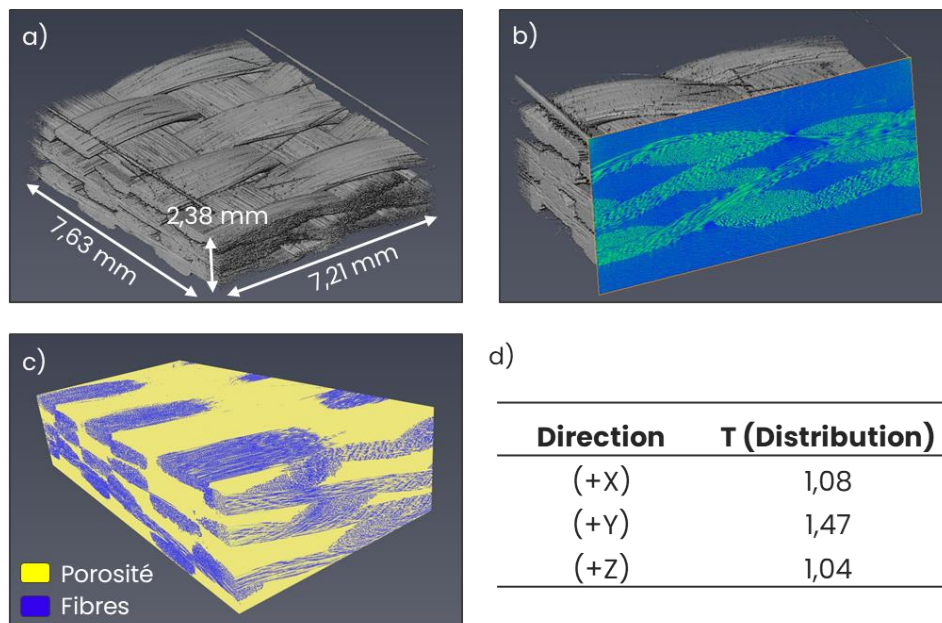 a)
2,38 mm
7,63 mm
7,21 mm
b)
c)
Porosité
Fibres
d)
Direction T (Distribution)
(+X) 1,08
(+Y) 1,47
(+Z) 1,04